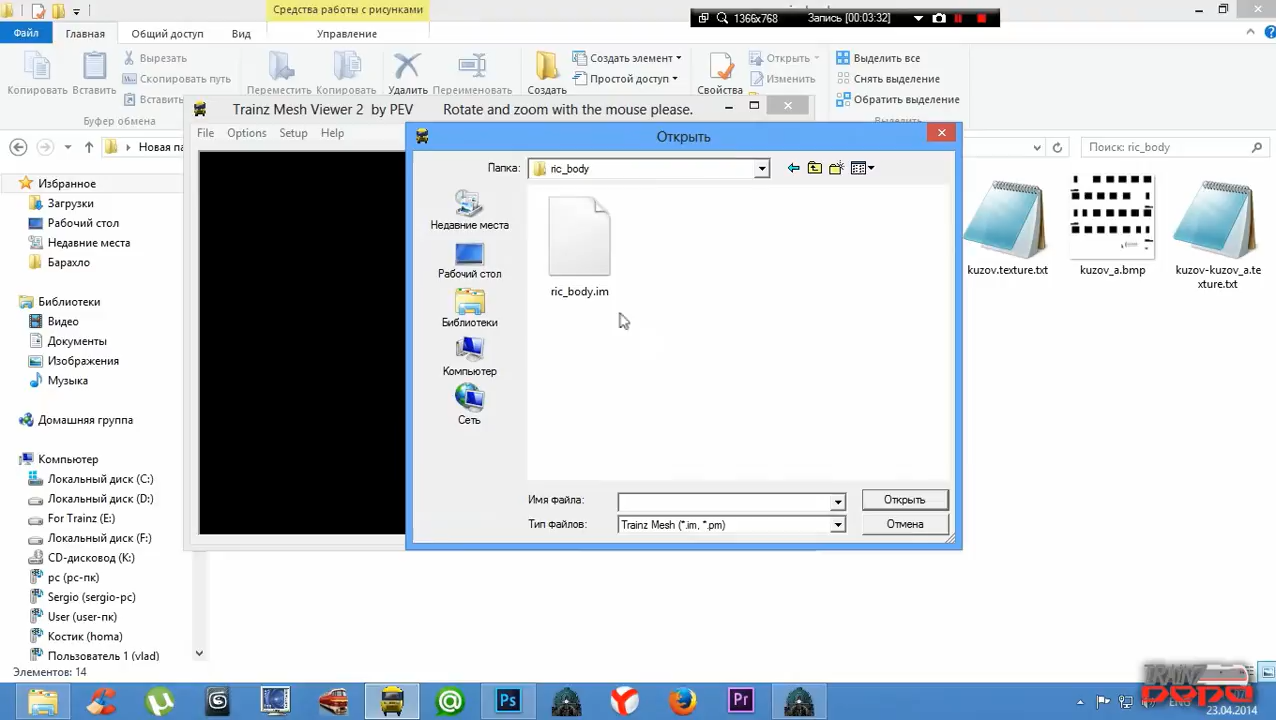 Средства работы с рисунками
1366x768
Запись [00:03:32]
Файл
Главная
Общий доступ
Вид
Управление
Копировать
Вставить
Вырезать
Скопировать путь
Вставить
Переместить
Копировать
Удалить
Переименовать
Создать
Создать элемент
Простой доступ
Свойства
Открыть
Изменить
Выделить все
Снять выделение
Обратить выделение
Буфер обмена
Новая па
Поиск: ric_body
Trainz Mesh Viewer 2 by PEV
Rotate and zoom with the mouse please.
File
Options
Setup
Help
Открыть
Папка:
ric_body
Недавние места
Рабочий стол
Библиотеки
Компьютер
Сеть
ric_body.im
Имя файла:
Тип файлов:
Trainz Mesh (*.im, *.pm)
Открыть
Отмена
Избранное
Загрузки
Рабочий стол
Недавние места
Барахло
Библиотеки
Видео
Документы
Изображения
Музыка
Домашняя группа
Компьютер
Локальный диск (C:)
Локальный диск (D:)
For Trainz (E:)
Локальный диск (F:)
CD-дисковод (K:)
pc (pc-пк)
Sergio (sergio-pc)
User (user-пк)
Костик (homa)
Пользователь 1 (vlad)
kuzov.texture.txt
kuzov_a.bmp
kuzov-kuzov_a.te
xture.txt
Элементов: 14
Ps
Pr
TRAINZ
ENG
23.04.2014